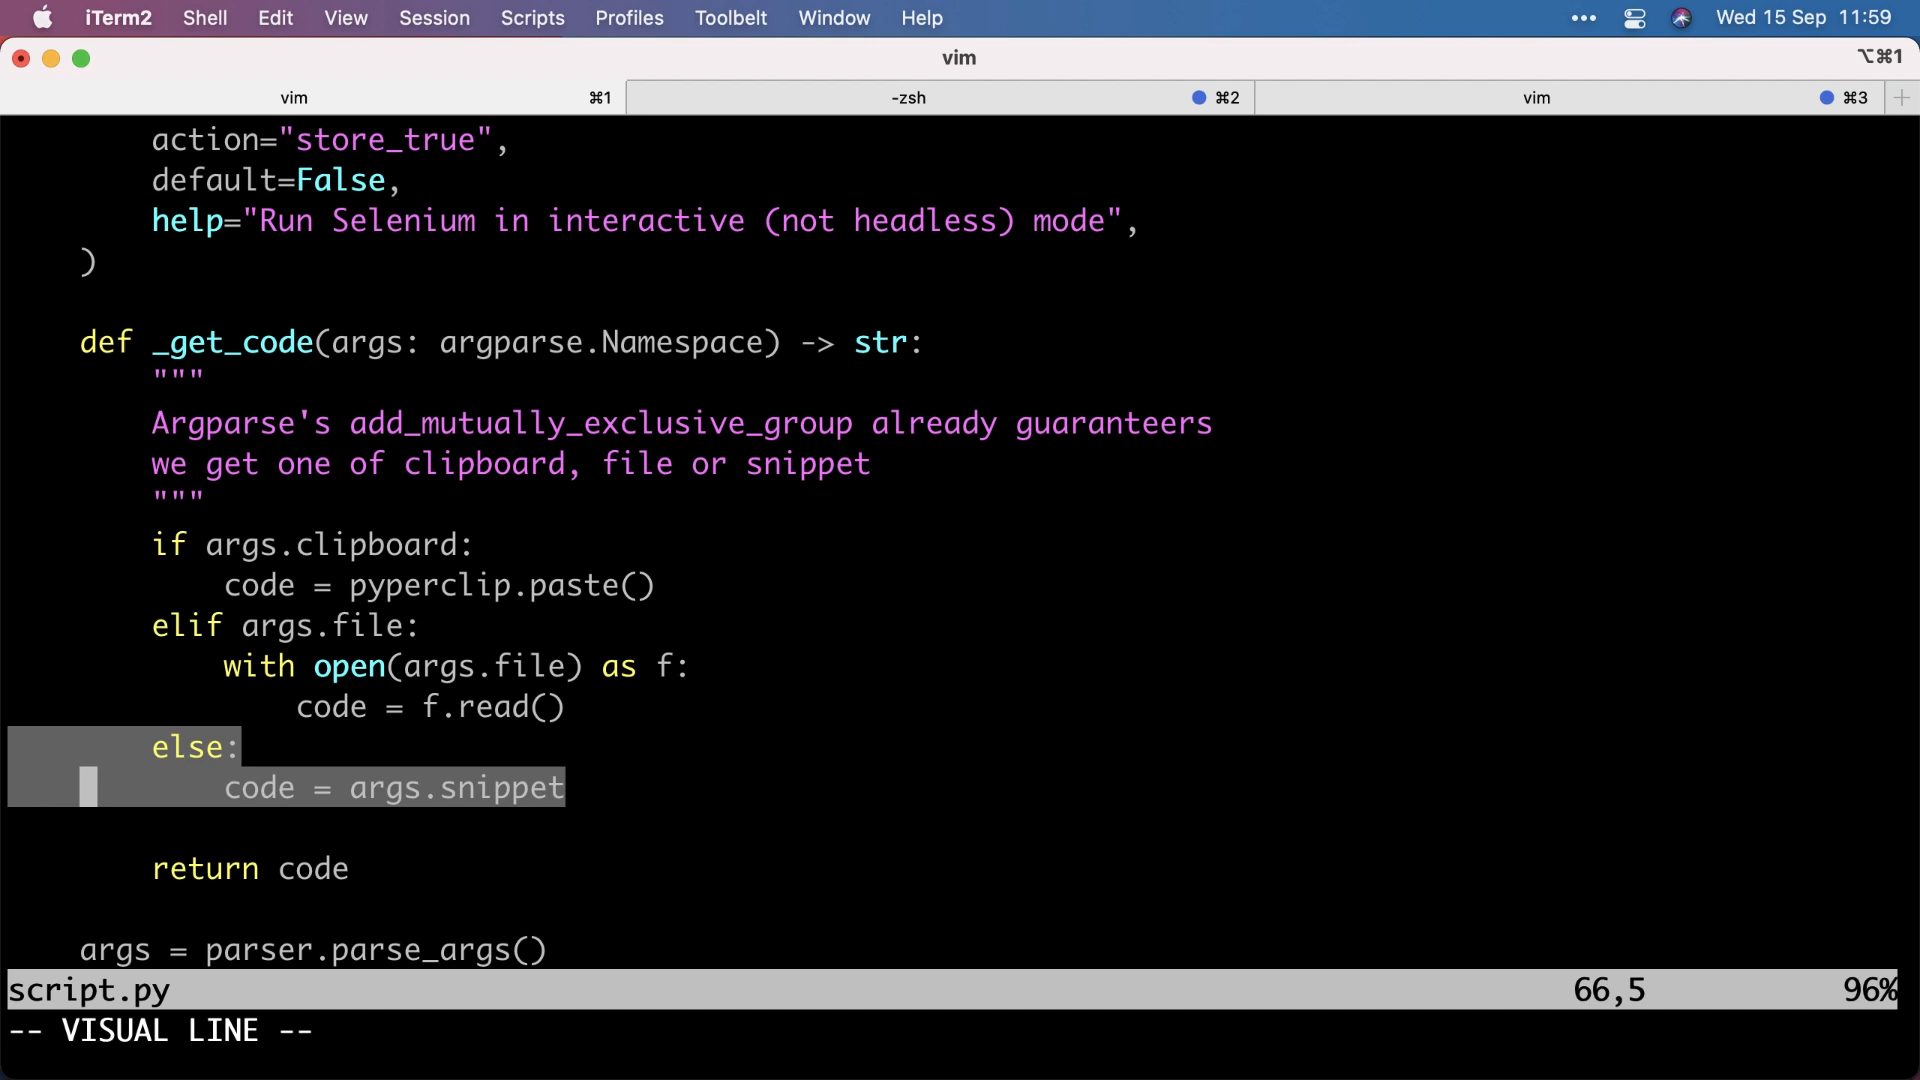 iTerm2 Shell Edit View Session Scripts Profiles Toolbelt Window Help ••• Wed 15 Sep 11:59
vim ⌥⌘1
vim ⌘1 -zsh ⌘2 vim ⌘3 +
        action="store_true",
        default=False,
        help="Run Selenium in interactive (not headless) mode",
    )
    def _get_code(args: argparse.Namespace) -> str:
        """
        Argparse's add_mutually_exclusive_group already guaranteers
        we get one of clipboard, file or snippet
        """
        if args.clipboard:
            code = pyperclip.paste()
        elif args.file:
            with open(args.file) as f:
                code = f.read()
        else:
            code = args.snippet
        return code
    args = parser.parse_args()
script.py 66,5 96%
-- VISUAL LINE --